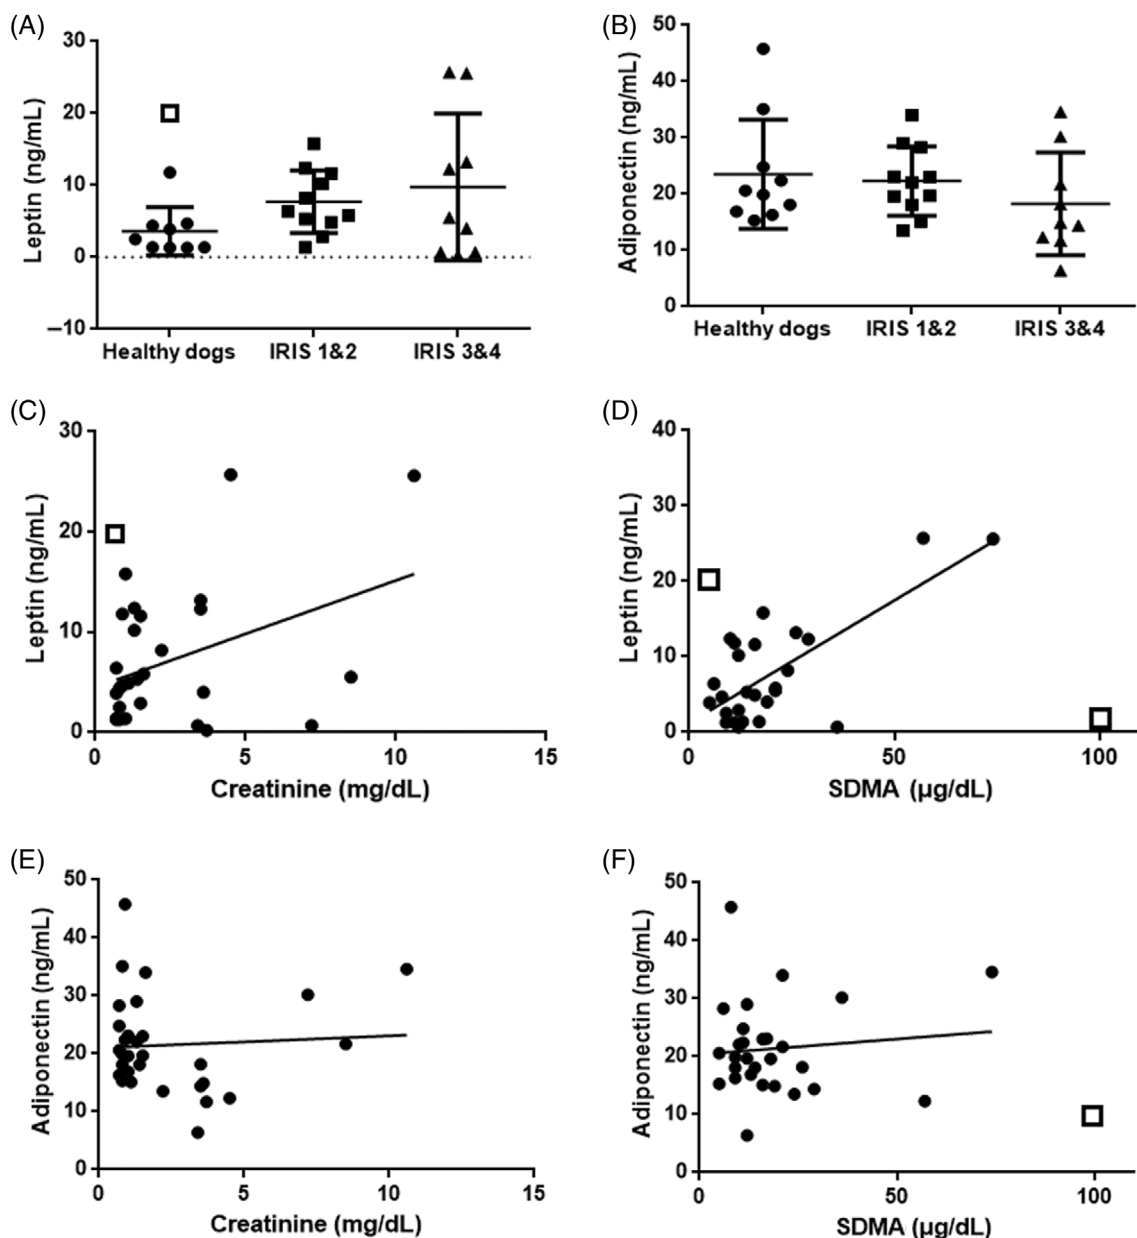 (A)
Leptin (ng/mL)
30
20
10
0
−10
Healthy dogs IRIS 1&2 IRIS 3&4
(B)
Adiponectin (ng/mL)
50
40
30
20
10
0
Healthy dogs IRIS 1&2 IRIS 3&4
(C)
Leptin (ng/mL)
30
20
10
0
0 5 10 15
Creatinine (mg/dL)
(D)
Leptin (ng/mL)
40
30
20
10
0
0 50 100
SDMA (µg/dL)
(E)
Adiponectin (ng/mL)
50
40
30
20
10
0
0 5 10 15
Creatinine (mg/dL)
(F)
Adiponectin (ng/mL)
50
40
30
20
10
0
0 50 100
SDMA (µg/dL)